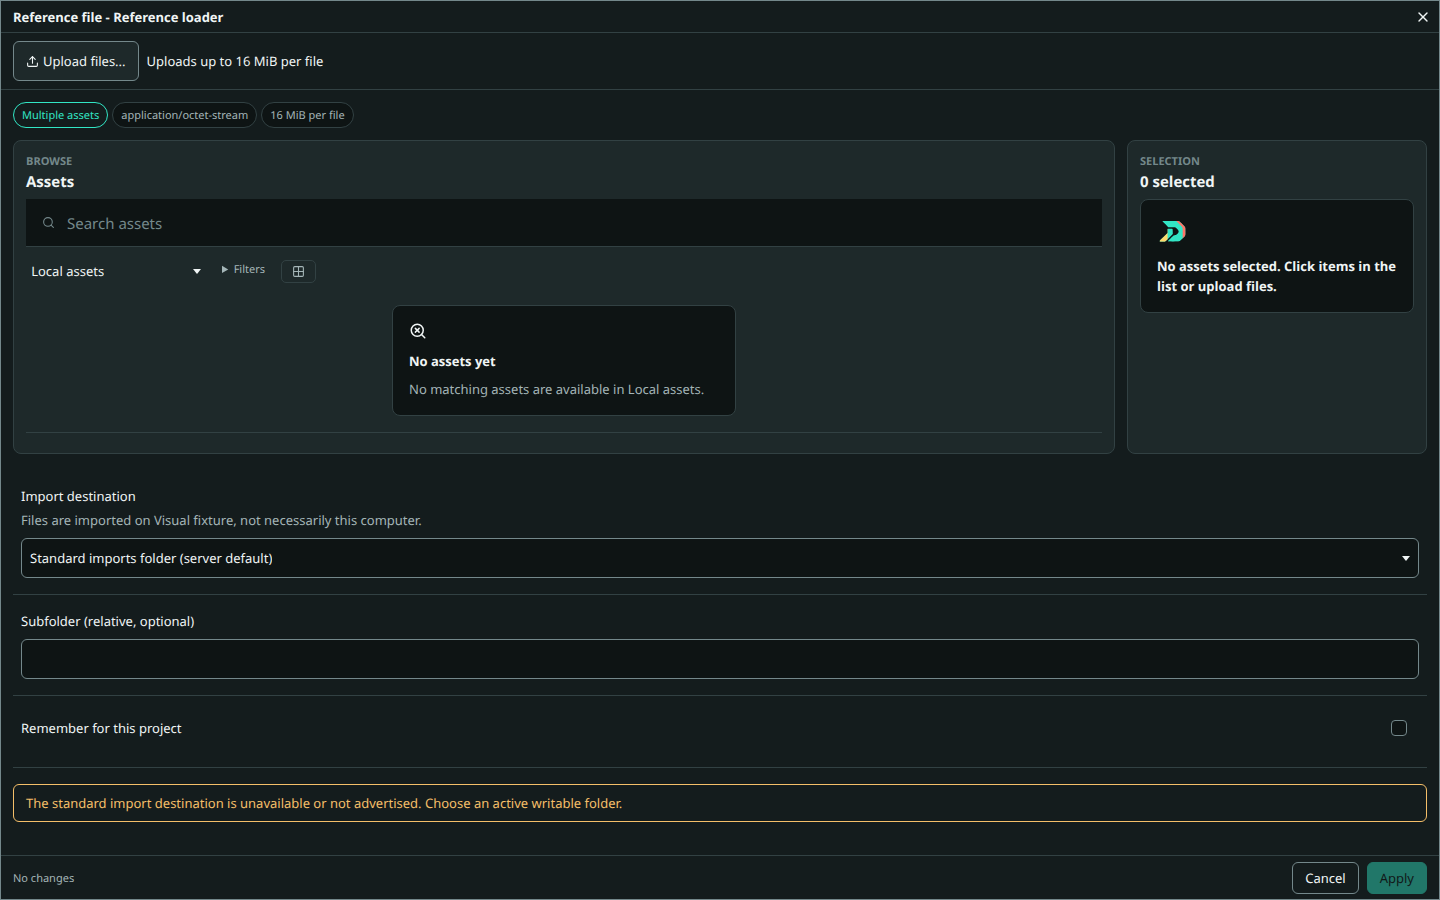 Reference file - Reference loader
Upload files...
Uploads up to 16 MiB per file
Multiple assets
application/octet-stream
16 MiB per file
BROWSE
Assets
Search assets
Local assets
Filters
No assets yet
No matching assets are available in Local assets.
SELECTION
0 selected
No assets selected. Click items in the
list or upload files.
Import destination
Files are imported on Visual fixture, not necessarily this computer.
Standard imports folder (server default)
Subfolder (relative, optional)
Remember for this project
The standard import destination is unavailable or not advertised. Choose an active writable folder.
No changes
Cancel
Apply